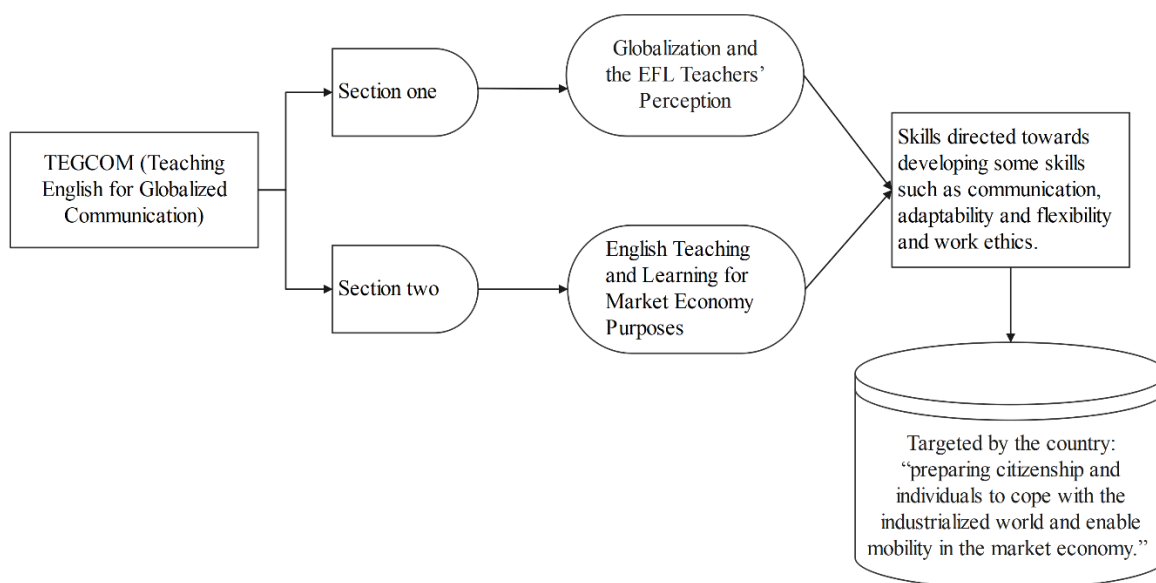 TEGCOM (Teaching
English for Globalized
Communication)
Section one
Globalization and
the EFL Teachers’
Perception
Section two
English Teaching
and Learning for
Market Economy
Purposes
Skills directed towards
developing some skills
such as communication,
adaptability and flexibility
and work ethics.
Targeted by the country:
“preparing citizenship and
individuals to cope with the
industrialized world and enable
mobility in the market economy.”